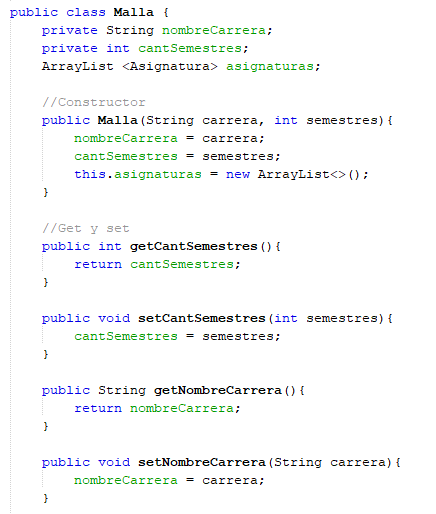 public class Malla {
private String nombreCarrera;
private int cantSemestres;
ArrayList <Asignatura> asignaturas;
//Constructor
public Malla(String carrera, int semestres){
nombreCarrera = carrera;
cantSemestres = semestres;
this.asignaturas = new ArrayList<>();
}
//Get y set
public int getCantSemestres(){
return cantSemestres;
}
public void setCantSemestres(int semestres){
cantSemestres = semestres;
}
public String getNombreCarrera(){
return nombreCarrera;
}
public void setNombreCarrera(String carrera){
nombreCarrera = carrera;
}